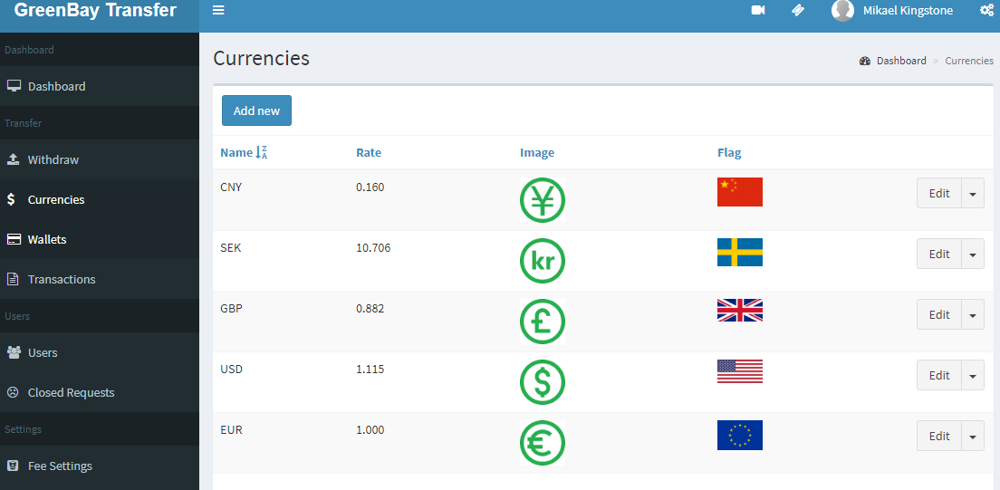 GreenBay Transfer
Mikael Kingstone
Dashboard
Dashboard
Transfer
Withdraw
Currencies
Wallets
Transactions
Users
Users
Closed Requests
Settings
Fee Settings
Currencies
Dashboard > Currencies
Add new
Name Rate Image Flag
CNY 0.160 ¥ Edit
SEK 10.706 kr Edit
GBP 0.882 £ Edit
USD 1.115 $ Edit
EUR 1.000 € Edit